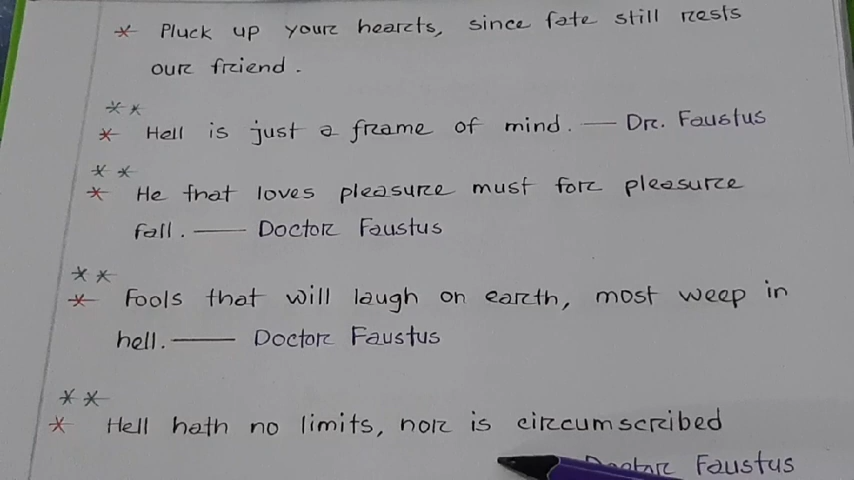 * Pluck up your hearts, since fate still rests
our friend.
**
* Hell is just a frame of mind. — Dr. Faustus
**
* He that loves pleasure must for pleasure
fall. — Doctor Faustus
**
* Fools that will laugh on earth, most weep in
hell. — Doctor Faustus
**
* Hell hath no limits, nor is circumscribed
Doctor Faustus